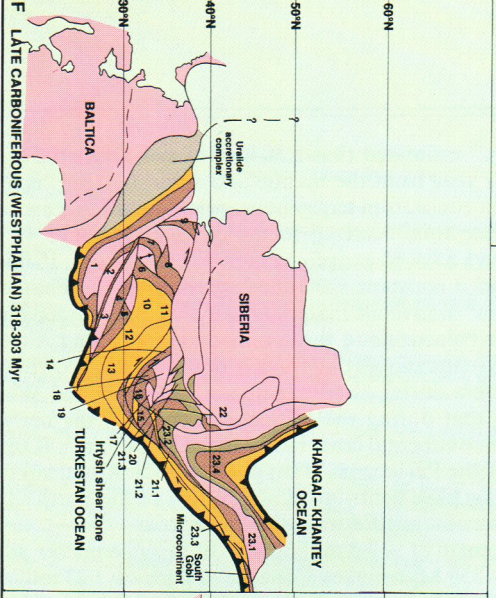 F LATE CARBONIFEROUS (WESTPHALIAN) 318-303 Myr
30°N
40°N
50°N
60°N
BALTICA
Uralide
accretionary
complex
?
?
SIBERIA
KHANGAI – KHANTEY
OCEAN
TURKESTAN OCEAN
Irtysh shear zone
South
Gobi
Microcontinent
1
2
3
4
5
6
7
8
9
10
11
12
13
14
15
16
17
18
19
20
21.1
21.2
21.3
22
23.1
23.2
23.3
23.4